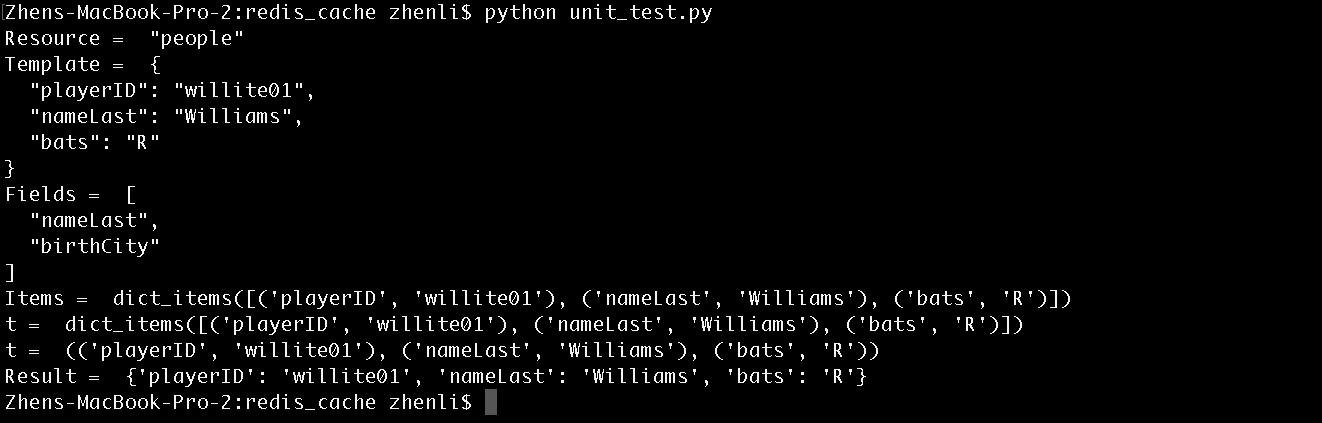 Zhens-MacBook-Pro-2:redis_cache zhenli$ python unit_test.py
Resource =  "people"
Template =  {
  "playerID": "willite01",
  "nameLast": "Williams",
  "bats": "R"
}
Fields =  [
  "nameLast",
  "birthCity"
]
Items =  dict_items([('playerID', 'willite01'), ('nameLast', 'Williams'), ('bats', 'R')])
t =  dict_items([('playerID', 'willite01'), ('nameLast', 'Williams'), ('bats', 'R')])
t =  (('playerID', 'willite01'), ('nameLast', 'Williams'), ('bats', 'R'))
Result =  {'playerID': 'willite01', 'nameLast': 'Williams', 'bats': 'R'}
Zhens-MacBook-Pro-2:redis_cache zhenli$